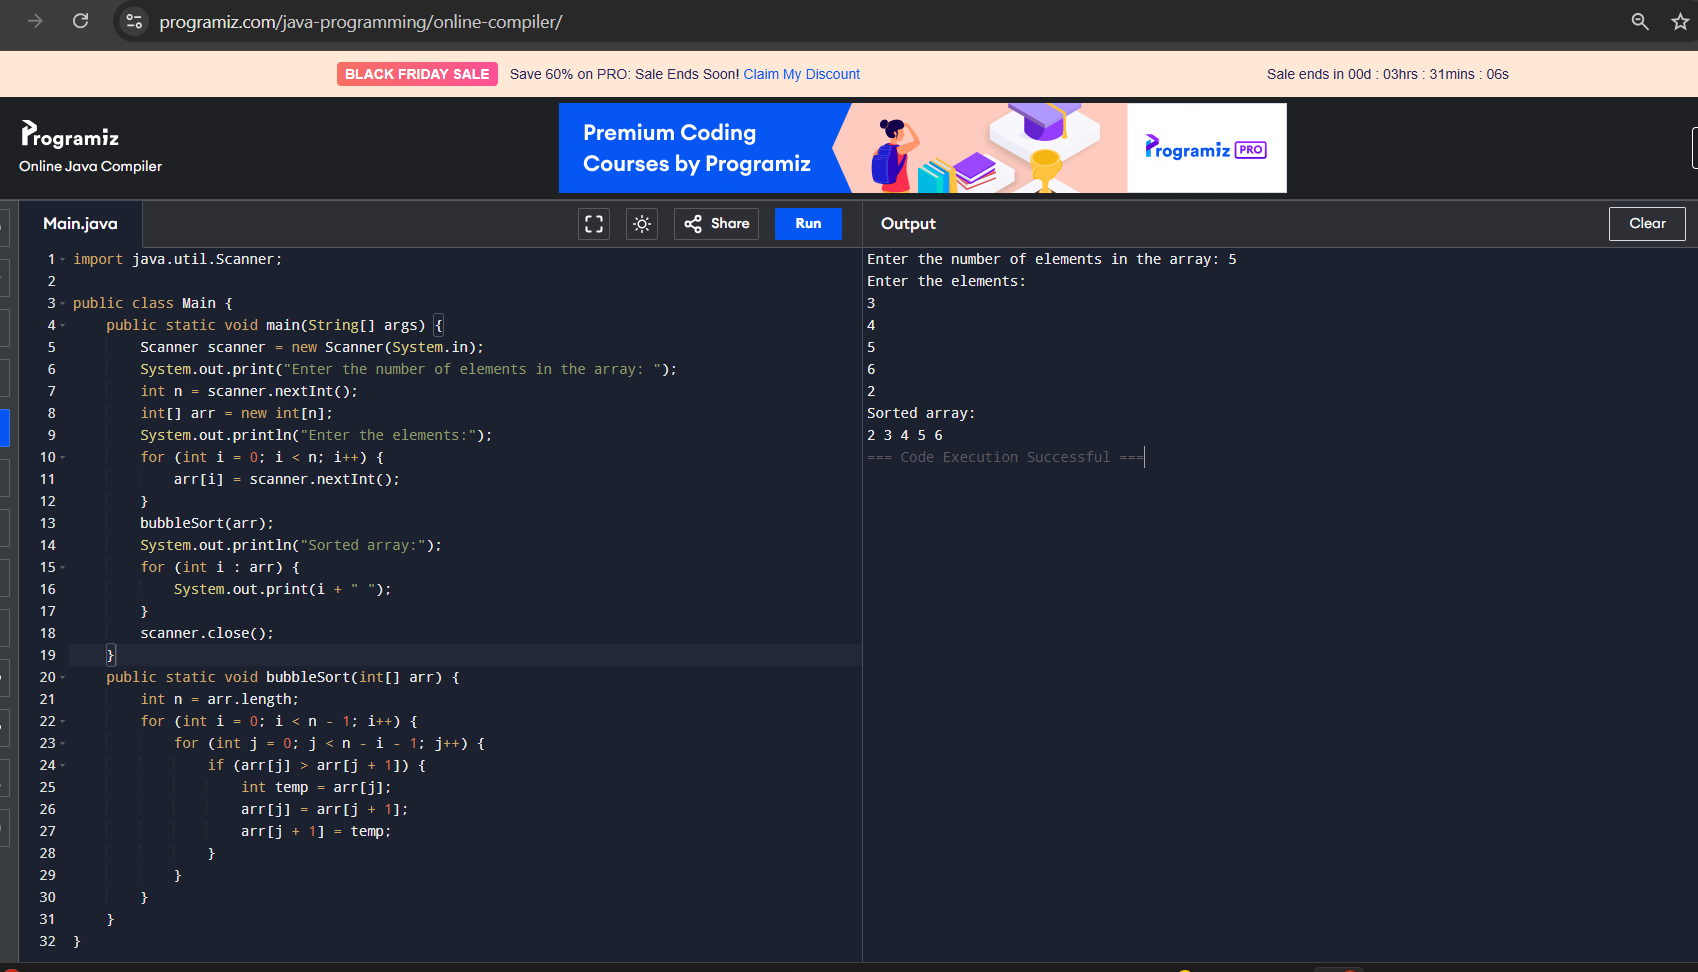 programiz.com/java-programming/online-compiler/
BLACK FRIDAY SALE Save 60% on PRO: Sale Ends Soon! Claim My Discount Sale ends in 00d : 03hrs : 31mins : 06s
Programiz
Online Java Compiler
Premium Coding
Courses by Programiz
Programiz PRO
Main.java Share Run
1 import java.util.Scanner;
2
3 public class Main {
4     public static void main(String[] args) {
5         Scanner scanner = new Scanner(System.in);
6         System.out.print("Enter the number of elements in the array: ");
7         int n = scanner.nextInt();
8         int[] arr = new int[n];
9         System.out.println("Enter the elements:");
10         for (int i = 0; i < n; i++) {
11             arr[i] = scanner.nextInt();
12         }
13         bubbleSort(arr);
14         System.out.println("Sorted array:");
15         for (int i : arr) {
16             System.out.print(i + " ");
17         }
18         scanner.close();
19     }
20     public static void bubbleSort(int[] arr) {
21         int n = arr.length;
22         for (int i = 0; i < n - 1; i++) {
23             for (int j = 0; j < n - i - 1; j++) {
24                 if (arr[j] > arr[j + 1]) {
25                     int temp = arr[j];
26                     arr[j] = arr[j + 1];
27                     arr[j + 1] = temp;
28                 }
29             }
30         }
31     }
32 }
Output Clear
Enter the number of elements in the array: 5
Enter the elements:
3
4
5
6
2
Sorted array:
2 3 4 5 6
=== Code Execution Successful ===